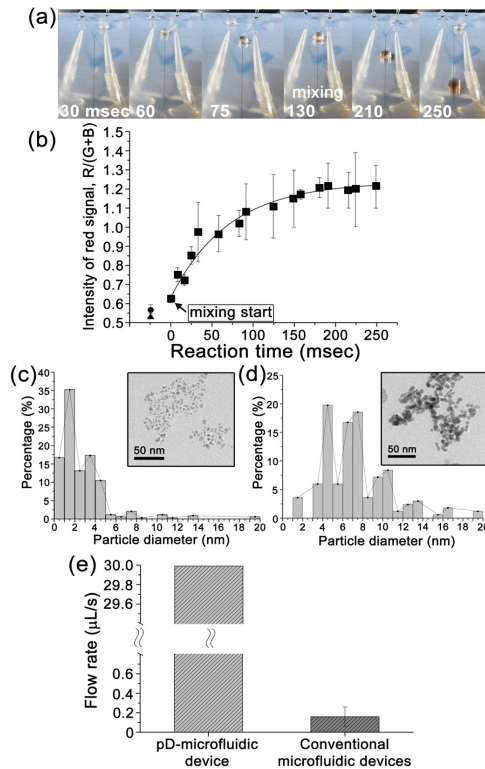 (a)
mixing
30 msec 60 75 130 210 250
(b)
Intensity of red signal, R/(G+B)
1.5
1.4
1.3
1.2
1.1
1.0
0.9
0.8
0.7
0.6
0.5
mixing start
0 50 100 150 200 250
Reaction time (msec)
(c)
Percentage (%)
40
35
30
25
20
15
10
5
0
50 nm
0 2 4 6 8 10 12 14 16 18 20
Particle diameter (nm)
(d)
Percentage (%)
25
20
15
10
5
0
50 nm
0 2 4 6 8 10 12 14 16 18 20
Particle diameter (nm)
(e)
Flow rate (μL/s)
30.0
29.8
29.6
0.6
0.4
0.2
0
pD-microfluidic
device
Conventional
microfluidic devices